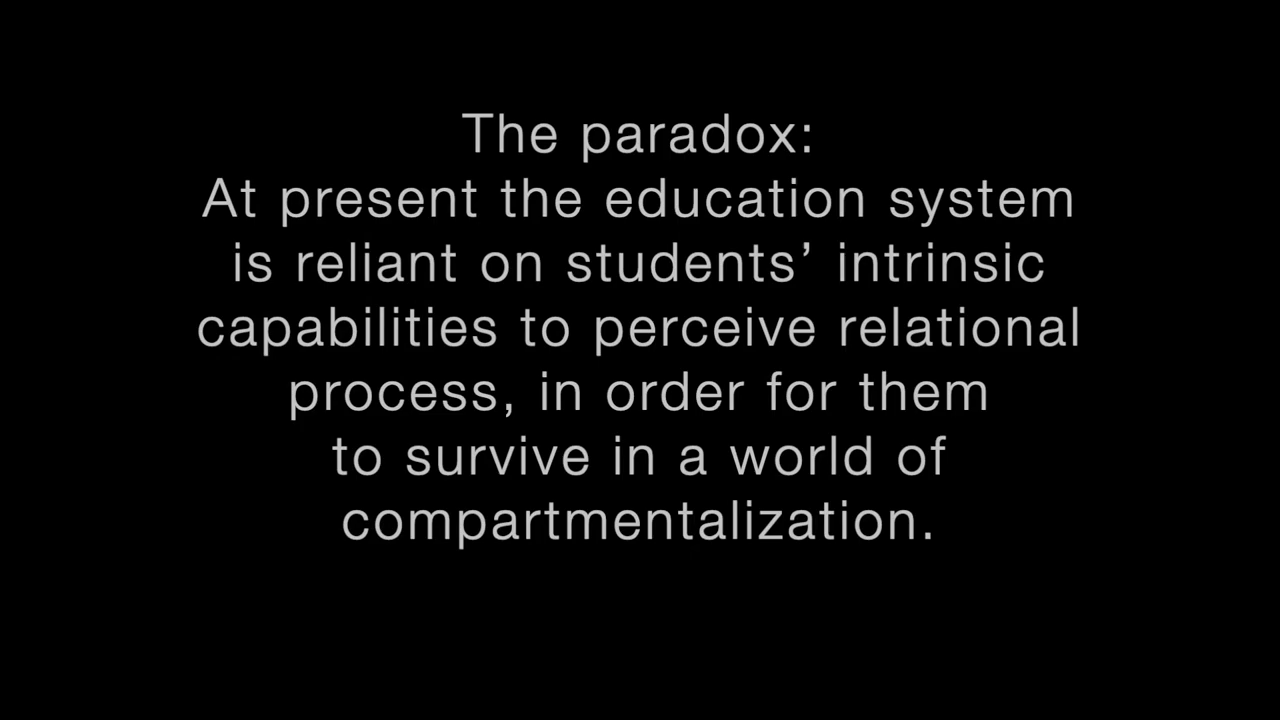 The paradox:
At present the education system
is reliant on students’ intrinsic
capabilities to perceive relational
process, in order for them
to survive in a world of
compartmentalization.